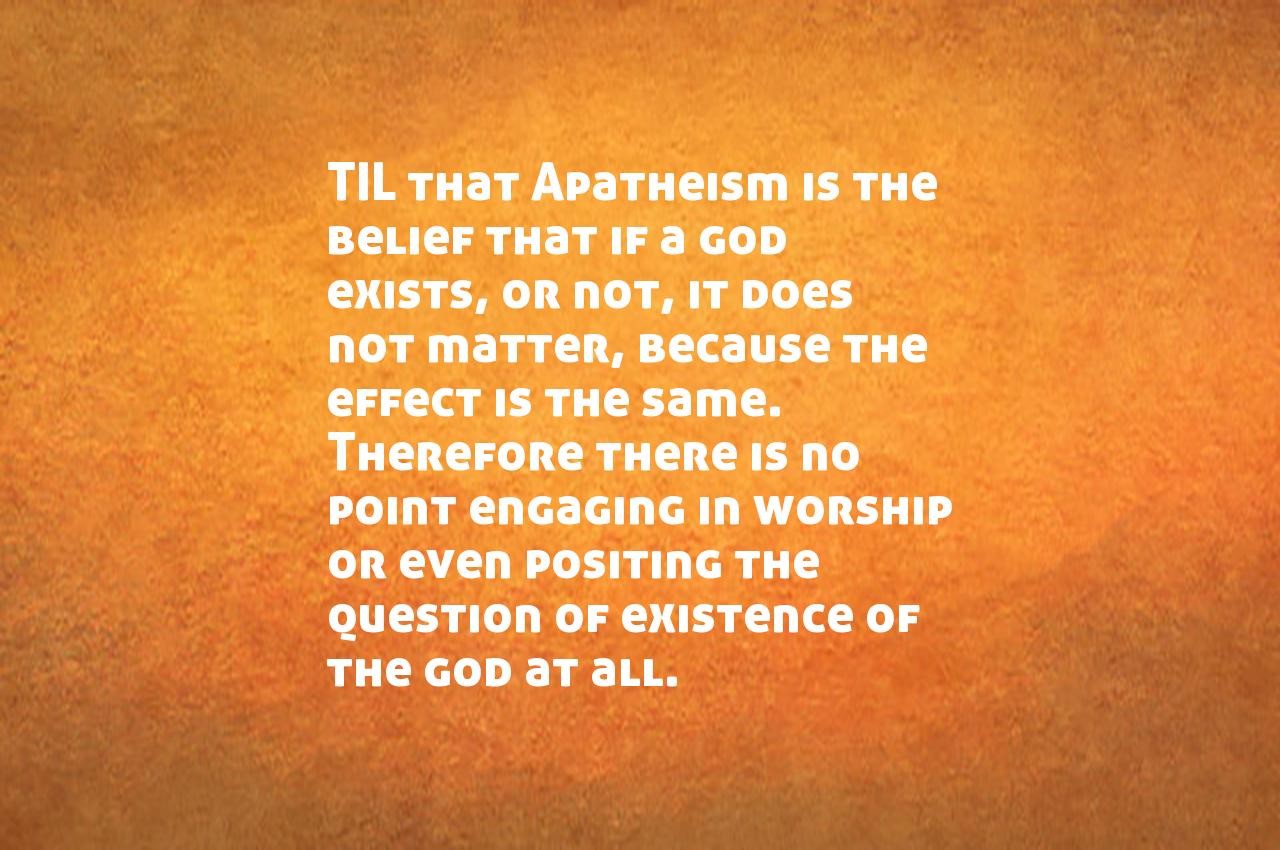 TIL that Apatheism is the
belief that if a god
exists, or not, it does
not matter, because the
effect is the same.
Therefore there is no
point engaging in worship
or even positing the
question of existence of
the god at all.